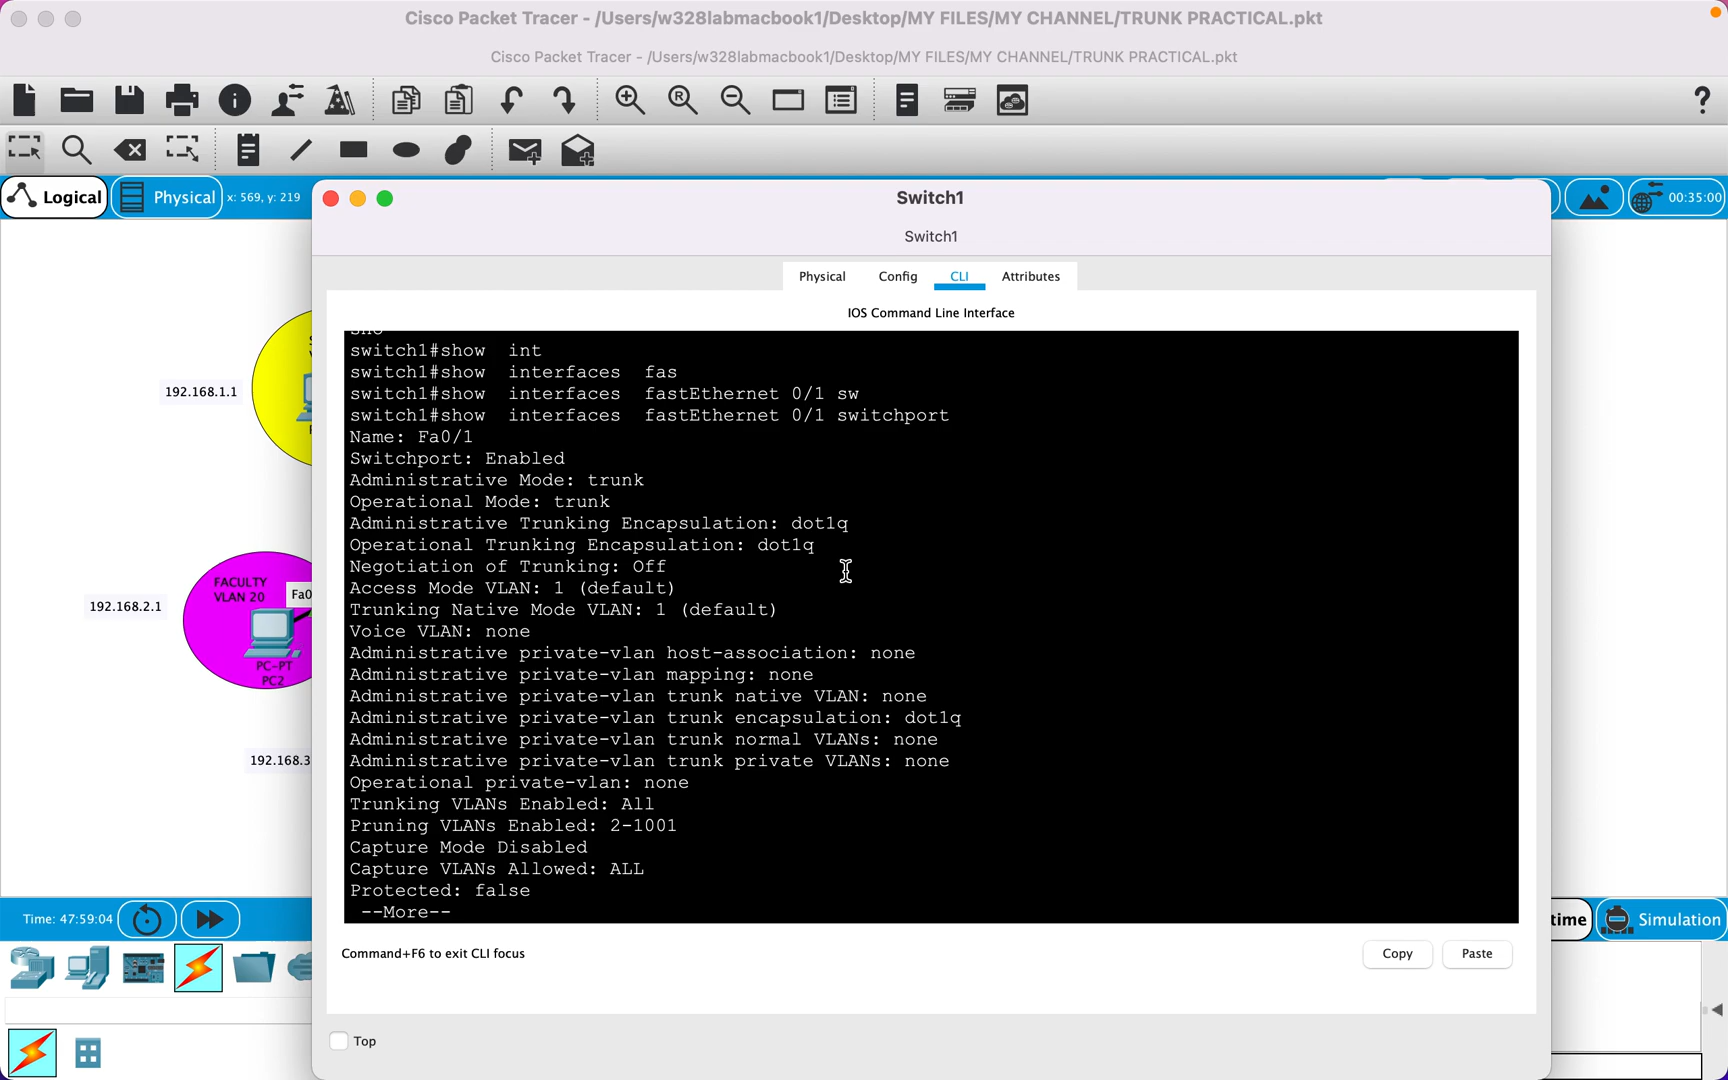 Cisco Packet Tracer - /Users/w328labmacbook1/Desktop/MY FILES/MY CHANNEL/TRUNK PRACTICAL.pkt
Cisco Packet Tracer - /Users/w328labmacbook1/Desktop/MY FILES/MY CHANNEL/TRUNK PRACTICAL.pkt
Logical
Physical
x: 569, y: 219
00:35:00
Switch1
Switch1
Physical
Config
CLI
Attributes
IOS Command Line Interface
switch1#show  int
switch1#show  interfaces  fas
switch1#show  interfaces  fastEthernet 0/1 sw
switch1#show  interfaces  fastEthernet 0/1 switchport
Name: Fa0/1
Switchport: Enabled
Administrative Mode: trunk
Operational Mode: trunk
Administrative Trunking Encapsulation: dot1q
Operational Trunking Encapsulation: dot1q
Negotiation of Trunking: Off
Access Mode VLAN: 1 (default)
Trunking Native Mode VLAN: 1 (default)
Voice VLAN: none
Administrative private-vlan host-association: none
Administrative private-vlan mapping: none
Administrative private-vlan trunk native VLAN: none
Administrative private-vlan trunk encapsulation: dot1q
Administrative private-vlan trunk normal VLANs: none
Administrative private-vlan trunk private VLANs: none
Operational private-vlan: none
Trunking VLANs Enabled: All
Pruning VLANs Enabled: 2-1001
Capture Mode Disabled
Capture VLANs Allowed: ALL
Protected: false
--More--
Command+F6 to exit CLI focus
Copy
Paste
Top
192.168.1.1
192.168.2.1
FACULTY
VLAN 20
Fa0
PC-PT
PC2
192.168.3
Time: 47:59:04
time
Simulation